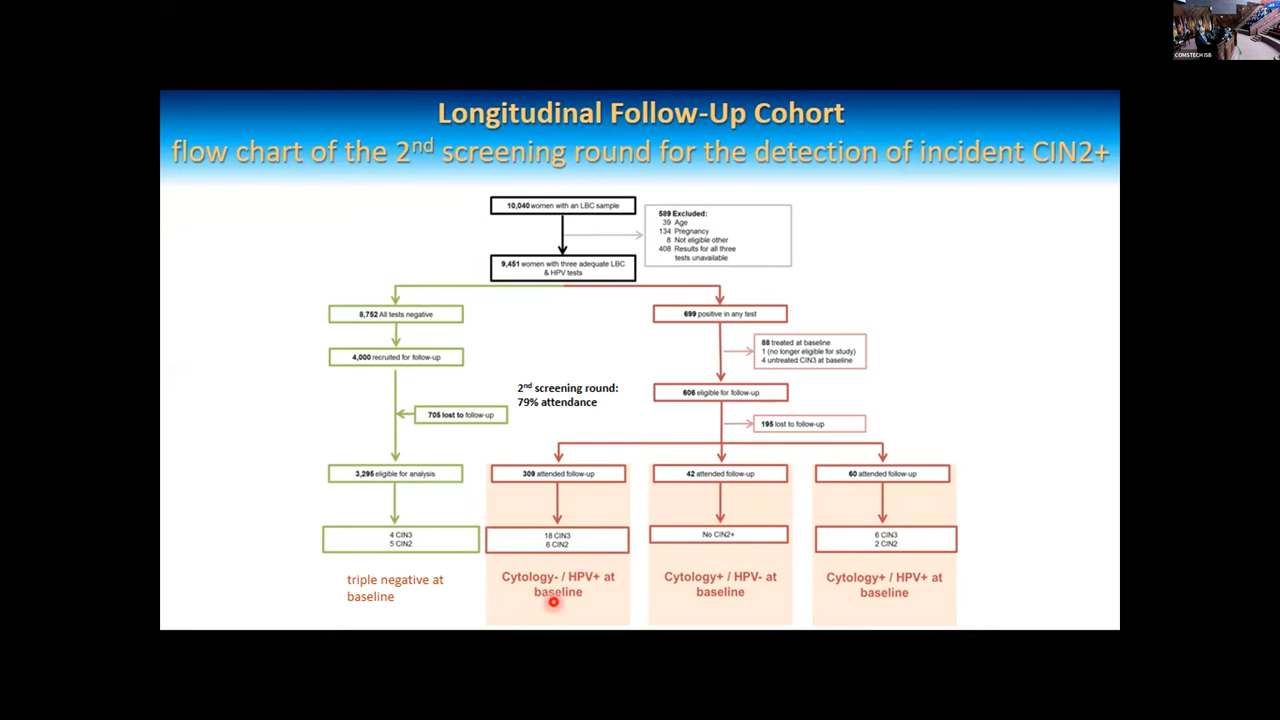 COMSTECH ISB
Longitudinal Follow-Up Cohort
flow chart of the 2nd screening round for the detection of incident CIN2+
10,040 women with an LBC sample
589 Excluded:
39 Age
134 Pregnancy
8 Not eligible other
408 Results for all three
tests unavailable
9,451 women with three adequate LBC
& HPV tests
8,752 All tests negative
699 positive in any test
88 treated at baseline
1 (no longer eligible for study)
4 untreated CIN3 at baseline
4,000 recruited for follow-up
2nd screening round:
79% attendance
606 eligible for follow-up
705 lost to follow-up
195 lost to follow-up
3,295 eligible for analysis
309 attended follow-up
42 attended follow-up
60 attended follow-up
4 CIN3
5 CIN2
18 CIN3
6 CIN2
No CIN2+
6 CIN3
2 CIN2
triple negative at
baseline
Cytology- / HPV+ at
baseline
Cytology+ / HPV- at
baseline
Cytology+ / HPV+ at
baseline